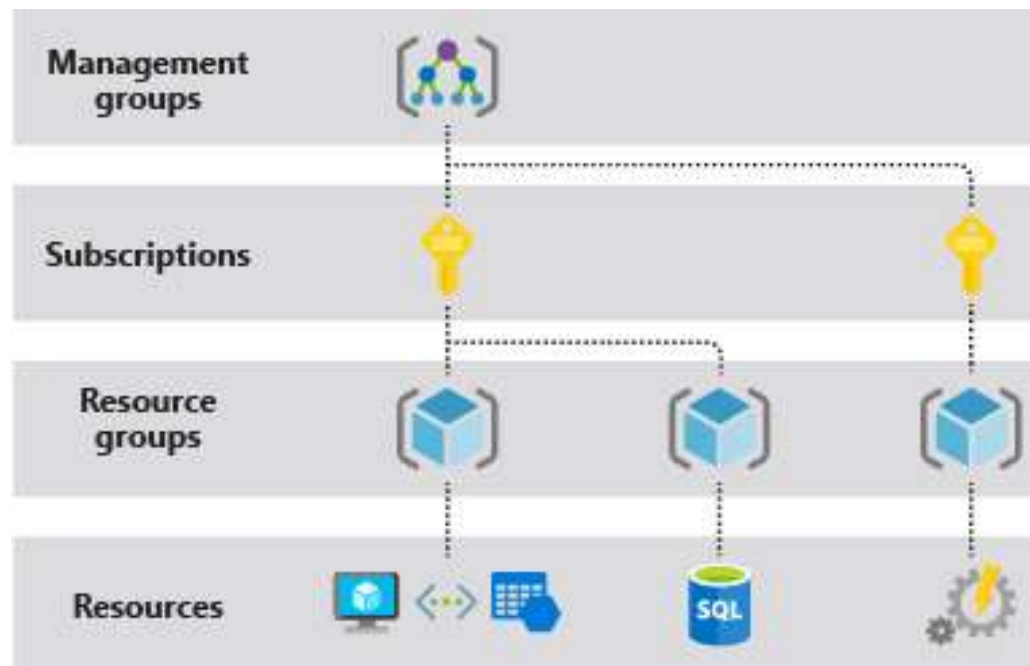 Management
groups
Subscriptions
Resource
groups
Resources
SQL